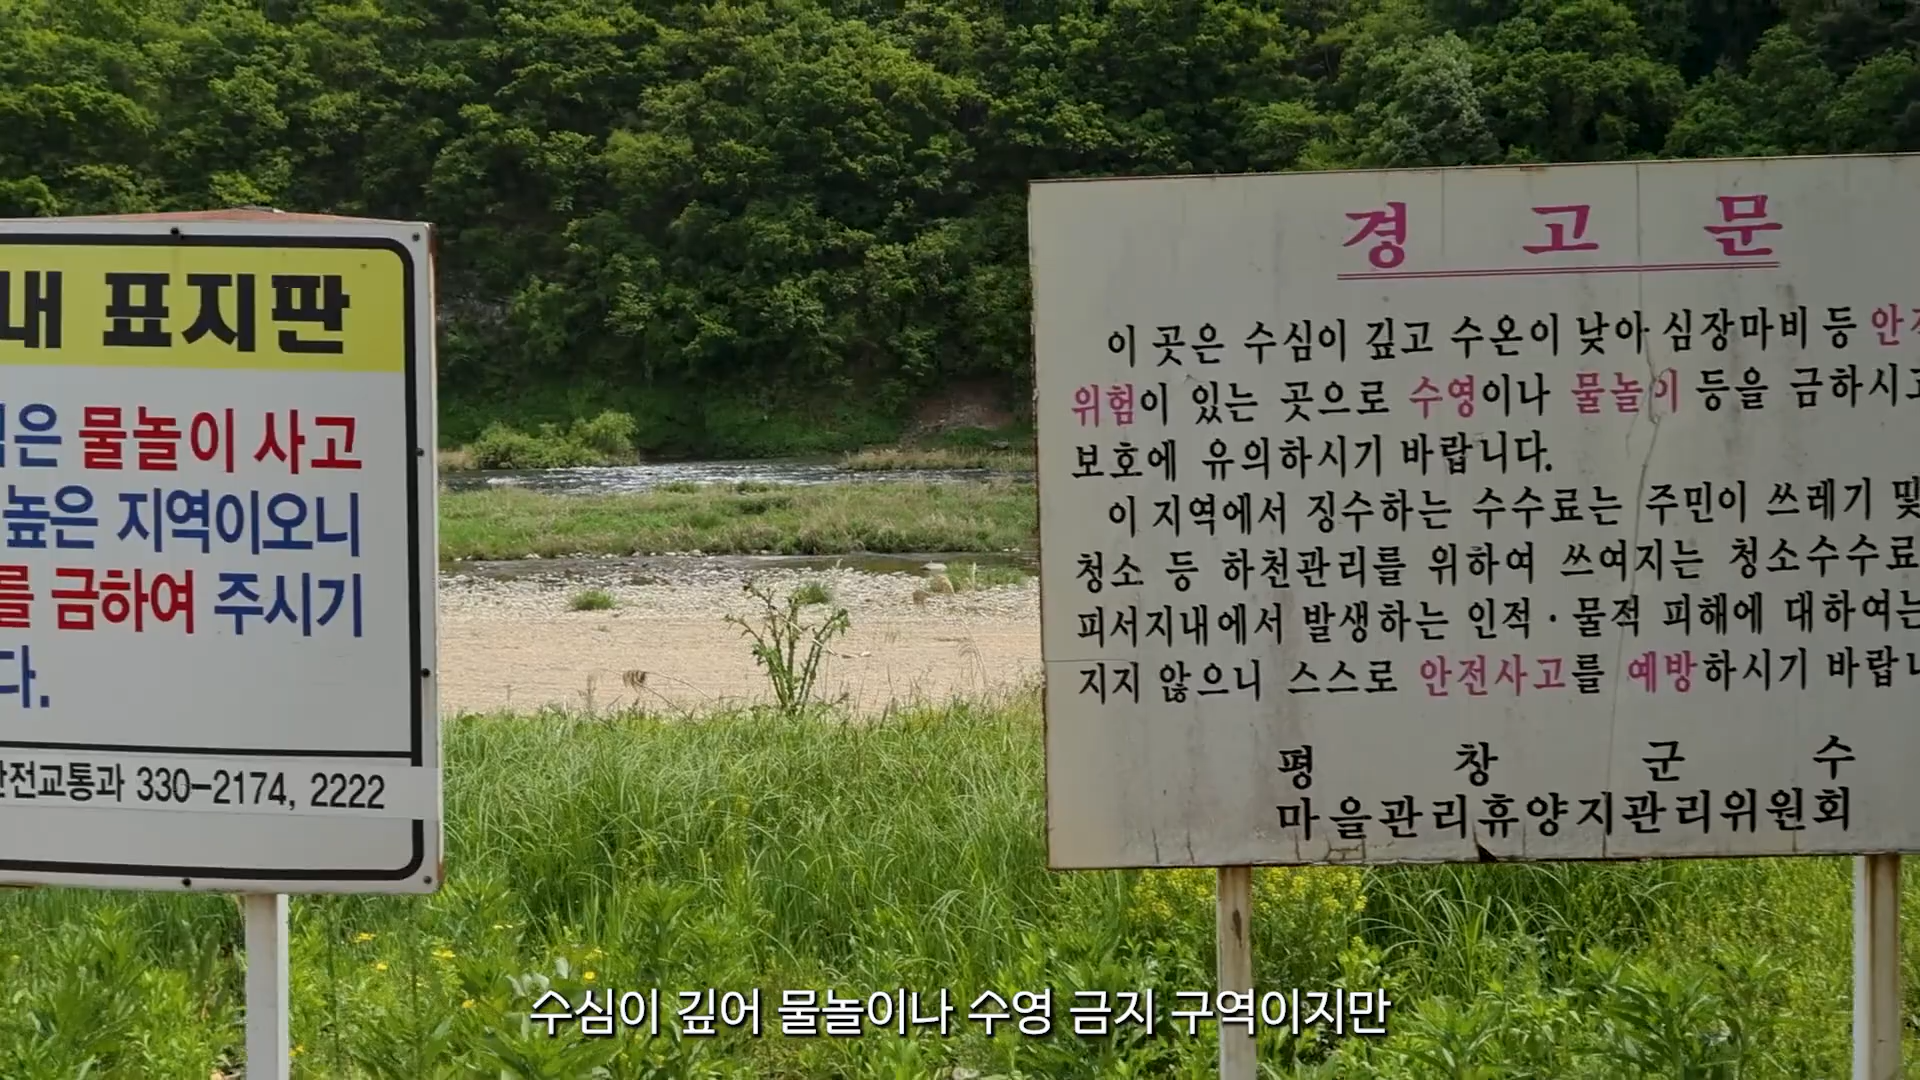 내 표지판
은 물놀이 사고
높은 지역이오니
를 금하여 주시기
다.
전교통과 330-2174, 2222
경 고 문
이 곳은 수심이 깊고 수온이 낮아 심장마비 등 안
위험이 있는 곳으로 수영이나 물놀이 등을 금하시고
보호에 유의하시기 바랍니다.
이 지역에서 징수하는 수수료는 주민이 쓰레기 및
청소 등 하천관리를 위하여 쓰여지는 청소수수료
피서지내에서 발생하는 인적·물적 피해에 대하여는
지지 않으니 스스로 안전사고를 예방하시기 바랍니
평 창 군 수
마을관리휴양지관리위원회
수심이 깊어 물놀이나 수영 금지 구역이지만